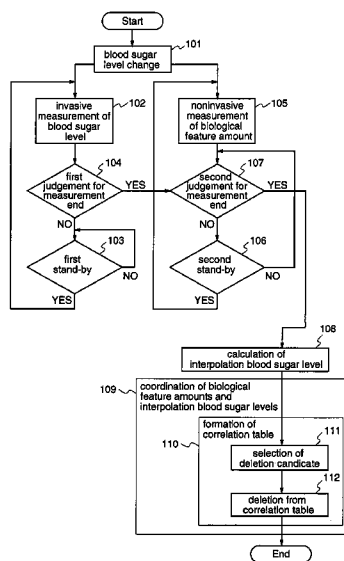 Start
101
blood sugar
level change
102
invasive
measurement of
blood sugar
level
105
noninvasive
measurement
of biological
feature amount
104
first
judgement for
measurement
end
YES
NO
107
second
judgement for
measurement
end
YES
NO
103
first
stand-by
NO
YES
106
second
stand-by
NO
YES
108
calculation of
interpolation blood sugar level
109
coordination of biological
feature amounts and
interpolation blood sugar levels
110
formation of
correlation table
111
selection of
deletion candidate
112
deletion from
correlation table
End